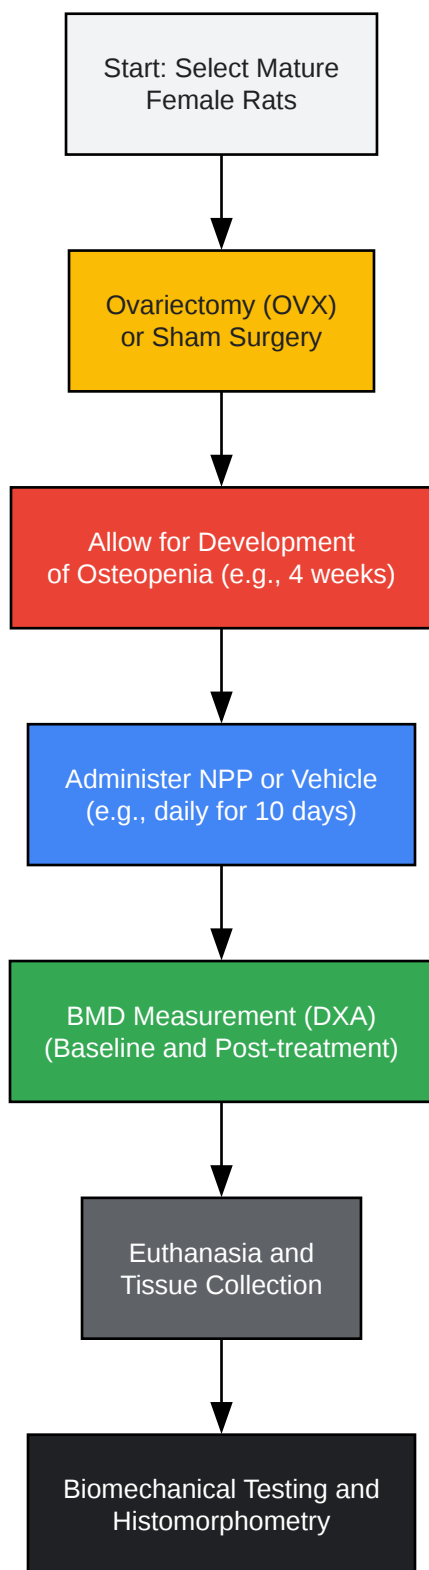 Start: Select Mature
Female Rats
Ovariectomy (OVX)
or Sham Surgery
Allow for Development
of Osteopenia (e.g., 4 weeks)
Administer NPP or Vehicle
(e.g., daily for 10 days)
BMD Measurement (DXA)
(Baseline and Post-treatment)
Euthanasia and
Tissue Collection
Biomechanical Testing and
Histomorphometry